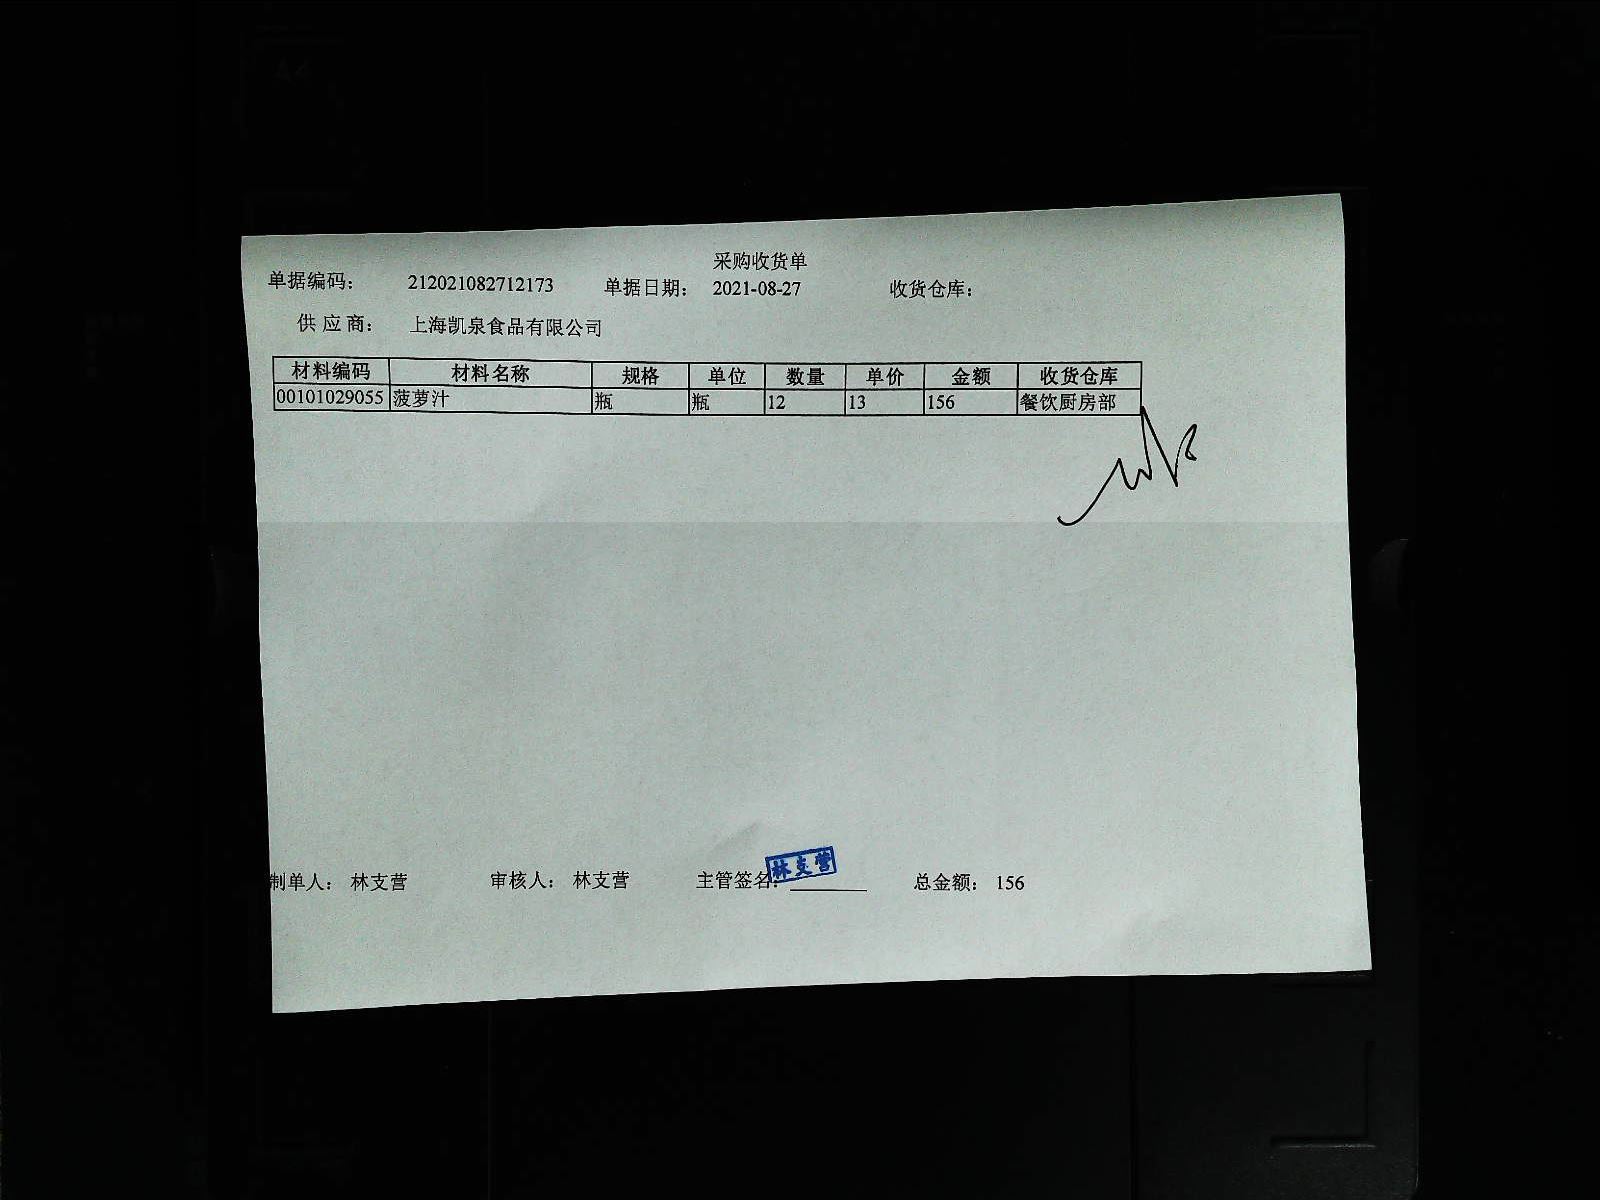 采购收货单
单据编码： 212021082712173 单据日期： 2021-08-27 收货仓库：
供应商： 上海凯泉食品有限公司
材料编码 材料名称 规格 单位 数量 单价 金额 收货仓库
00101029055 菠萝汁 瓶 瓶 12 13 156 餐饮厨房部
林支营
制单人： 林支营 审核人： 林支营 主管签名： 总金额： 156